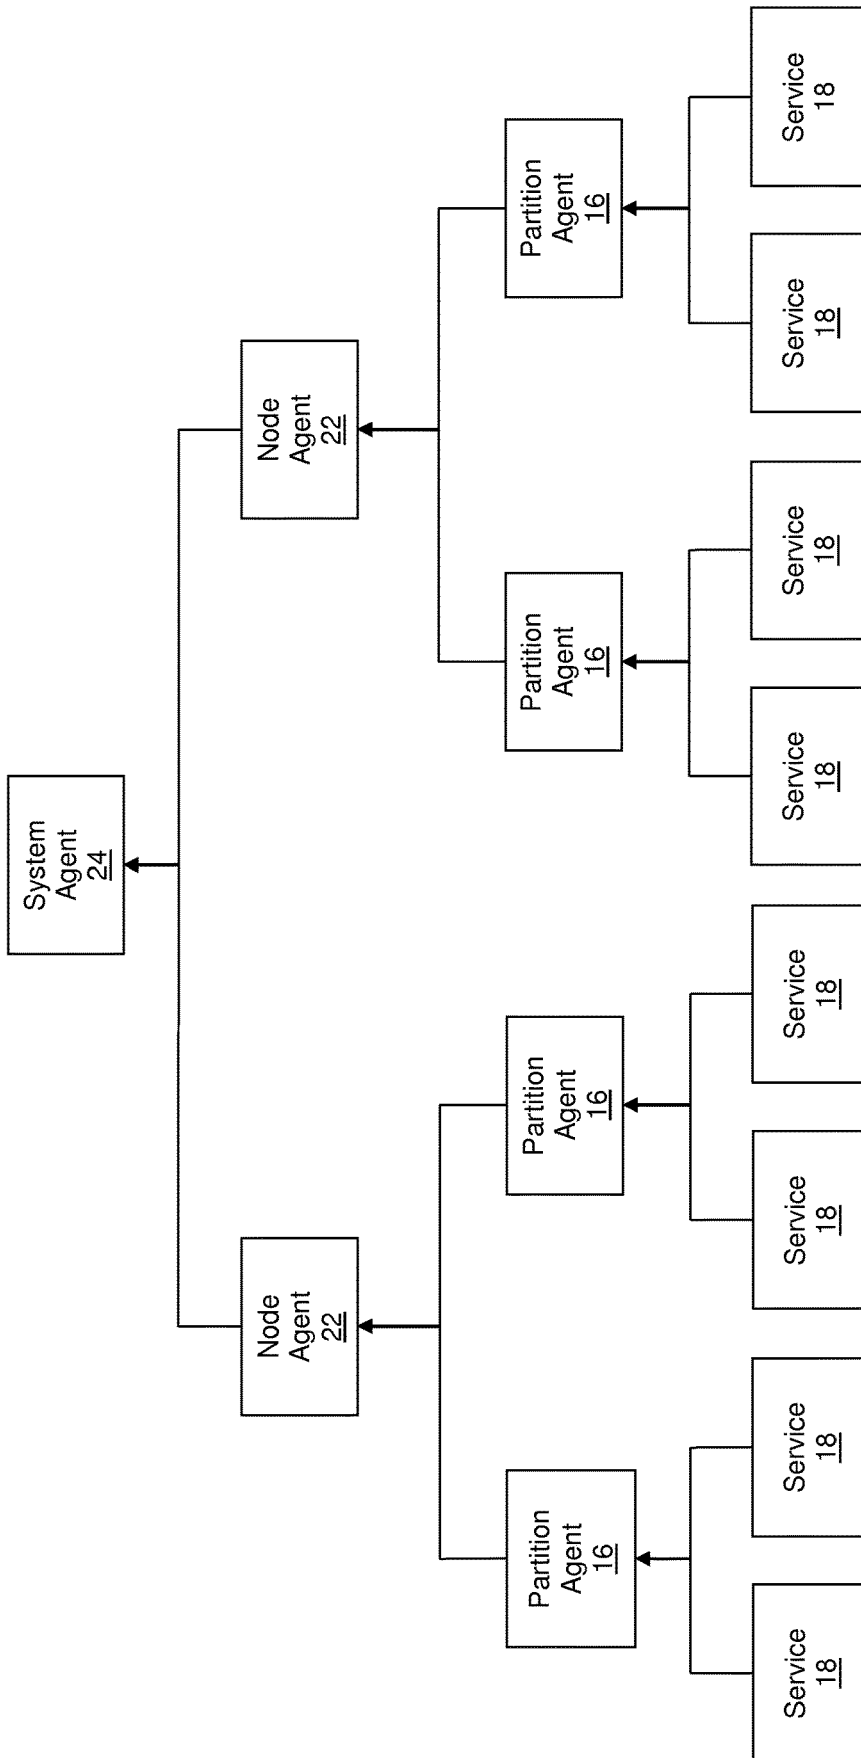 System
Agent
24
Node
Agent
22
Node
Agent
22
Partition
Agent
16
Partition
Agent
16
Partition
Agent
16
Partition
Agent
16
Service
18
Service
18
Service
18
Service
18
Service
18
Service
18
Service
18
Service
18